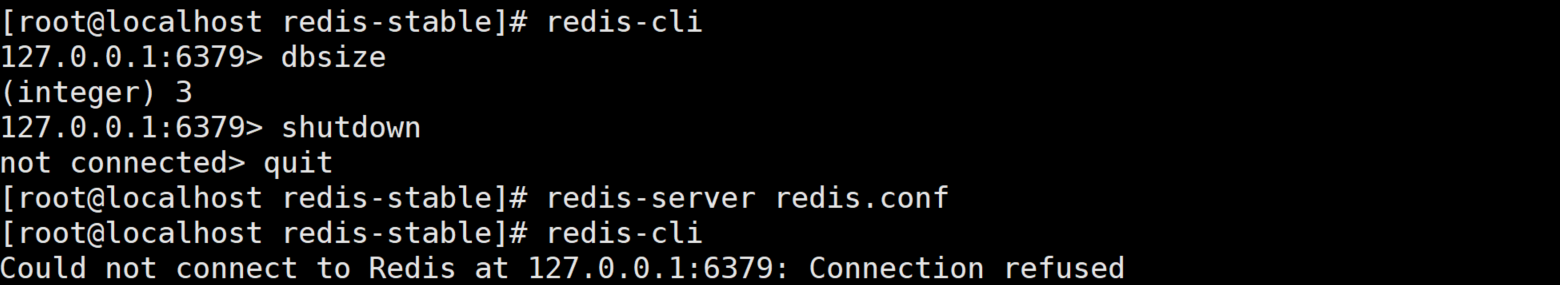 [root@localhost redis-stable]# redis-cli
127.0.0.1:6379> dbsize
(integer) 3
127.0.0.1:6379> shutdown
not connected> quit
[root@localhost redis-stable]# redis-server redis.conf
[root@localhost redis-stable]# redis-cli
Could not connect to Redis at 127.0.0.1:6379: Connection refused